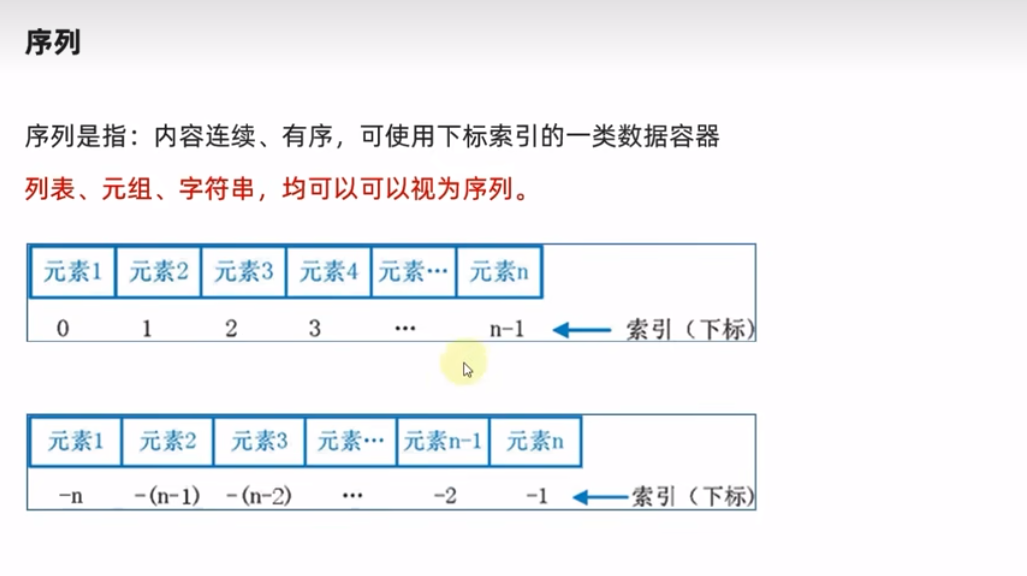 序列
序列是指：内容连续、有序，可使用下标索引的一类数据容器
列表、元组、字符串，均可以可以视为序列。
元素1 元素2 元素3 元素4 元素… 元素n
0 1 2 3 … n-1 索引（下标）
元素1 元素2 元素3 元素… 元素n-1 元素n
-n -(n-1) -(n-2) … -2 -1 索引（下标）